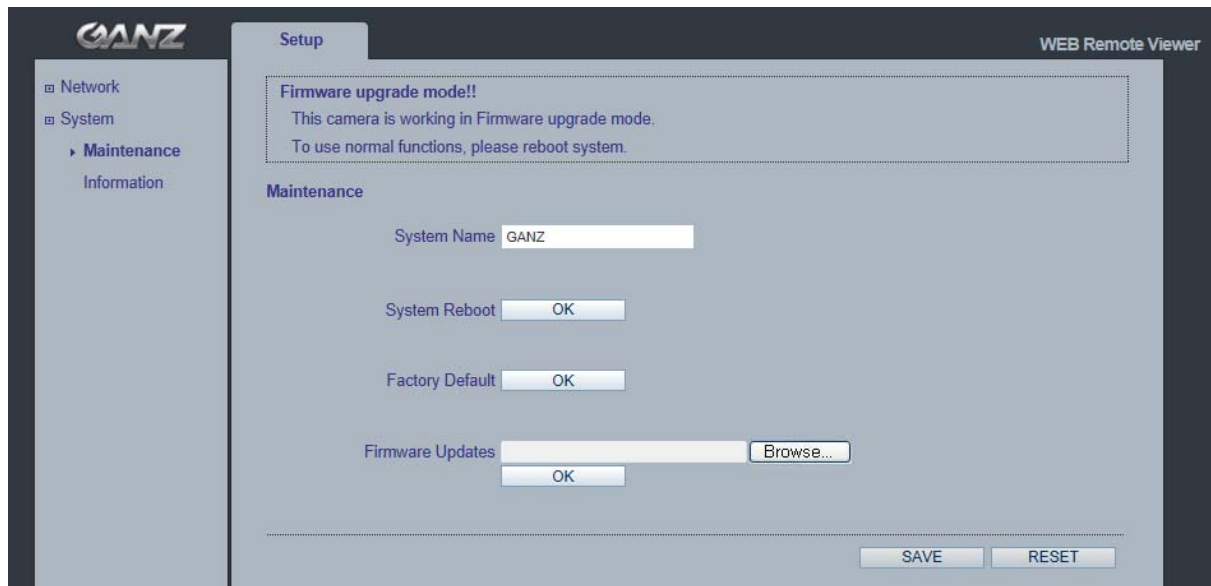 GANZ
Setup
WEB Remote Viewer
Network
System
Maintenance
Information
Firmware upgrade mode!!
This camera is working in Firmware upgrade mode.
To use normal functions, please reboot system.
Maintenance
System Name GANZ
System Reboot OK
Factory Default OK
Firmware Updates Browse...
OK
SAVE RESET